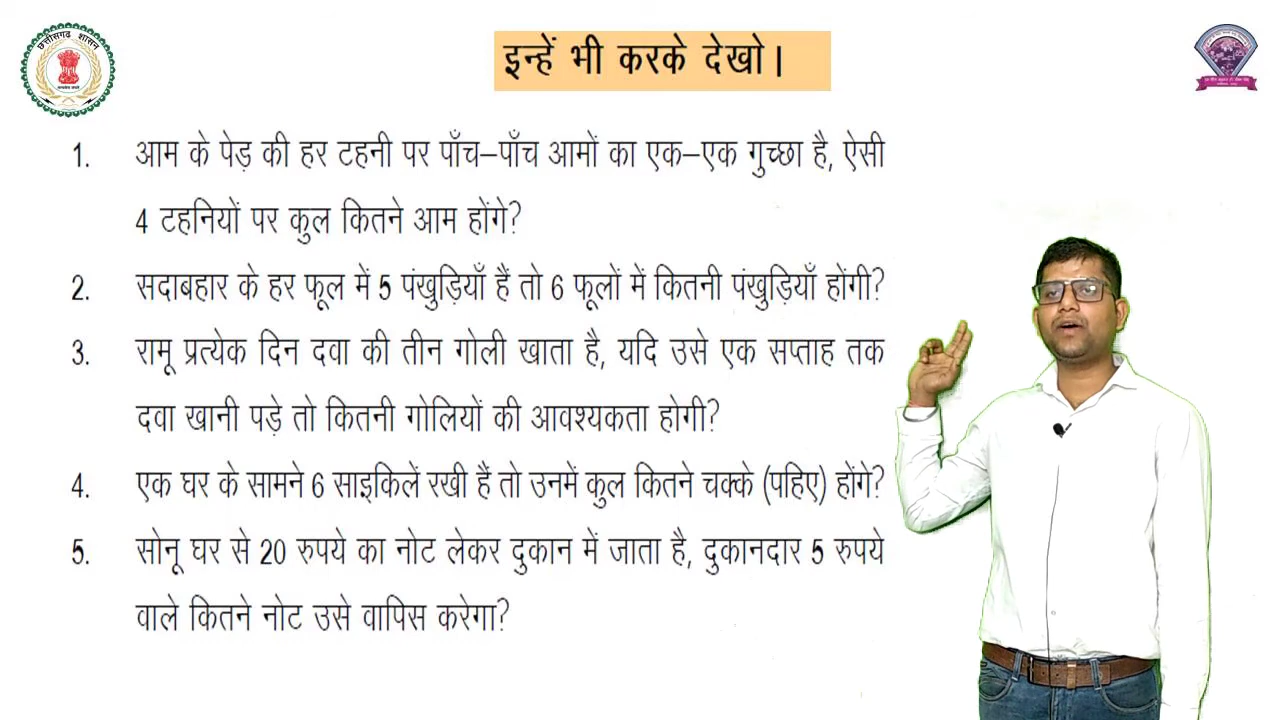 छत्तीसगढ़ शासन
इन्हें भी करके देखो।
1. आम के पेड़ की हर टहनी पर पाँच–पाँच आमों का एक–एक गुच्छा है, ऐसी
4 टहनियों पर कुल कितने आम होंगे?
2. सदाबहार के हर फूल में 5 पंखुड़ियाँ हैं तो 6 फूलों में कितनी पंखुड़ियाँ होंगी?
3. रामू प्रत्येक दिन दवा की तीन गोली खाता है, यदि उसे एक सप्ताह तक
दवा खानी पड़े तो कितनी गोलियों की आवश्यकता होगी?
4. एक घर के सामने 6 साइकिलें रखी हैं तो उनमें कुल कितने चक्के (पहिए) होंगे?
5. सोनू घर से 20 रुपये का नोट लेकर दुकान में जाता है, दुकानदार 5 रुपये
वाले कितने नोट उसे वापिस करेगा?